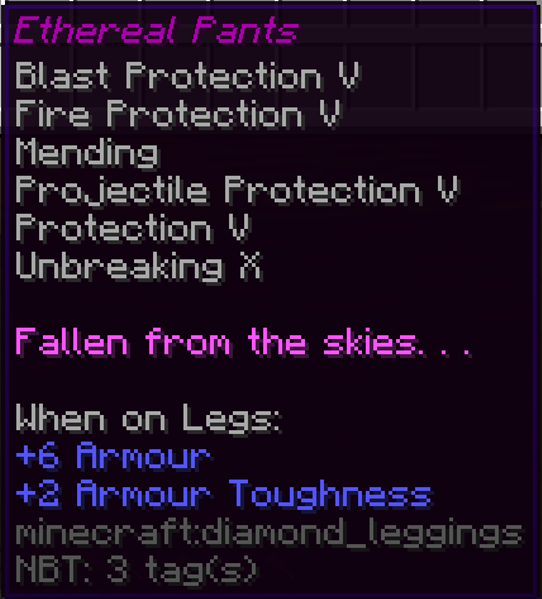 Ethereal Pants
Blast Protection V
Fire Protection V
Mending
Projectile Protection V
Protection V
Unbreaking X
Fallen from the skies...
When on Legs:
+6 Armour
+2 Armour Toughness
minecraft:diamond_leggings
NBT: 3 tag(s)